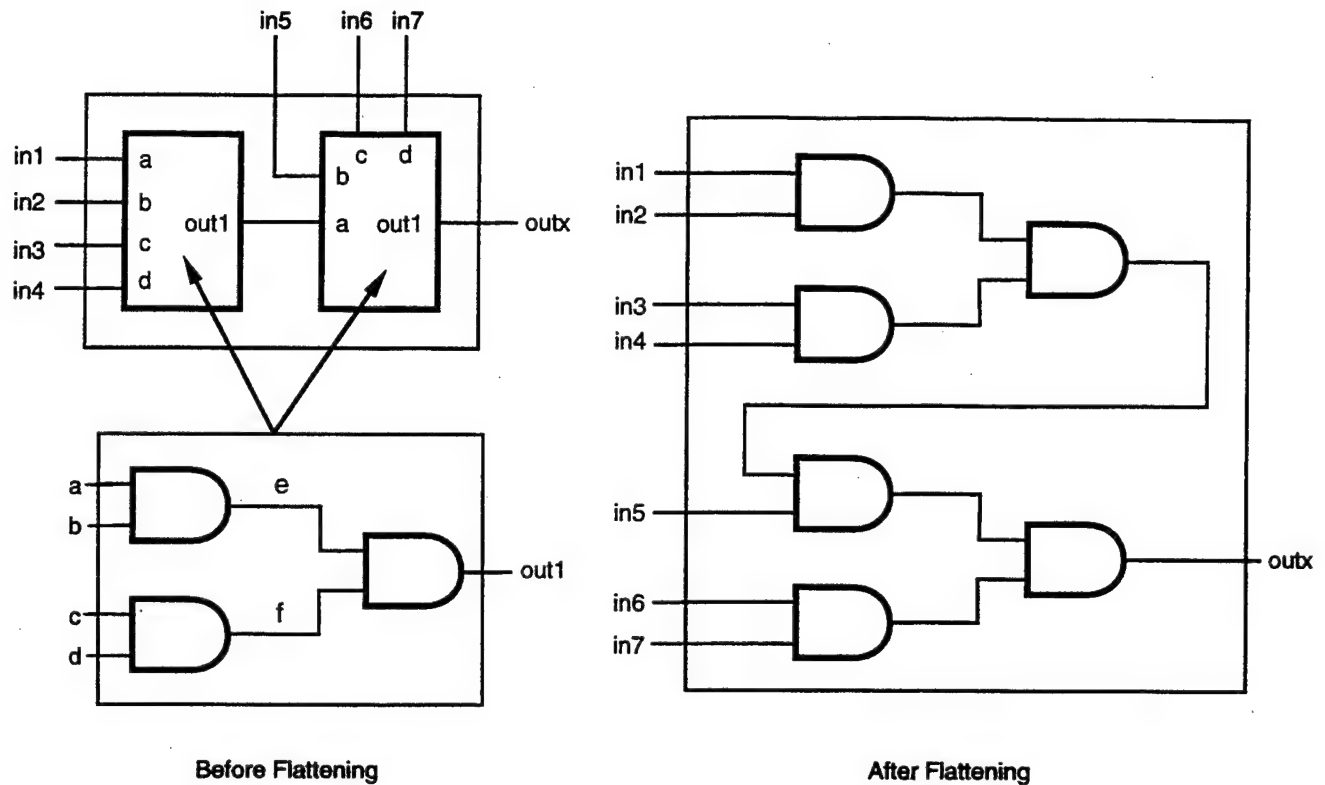 in5 in6 in7
in1 a
in2 b
in3 c
in4 d
out1
c d
b
a out1
outx
a
b
c
d
e
f
out1
Before Flattening
in1
in2
in3
in4
in5
in6
in7
outx
After Flattening